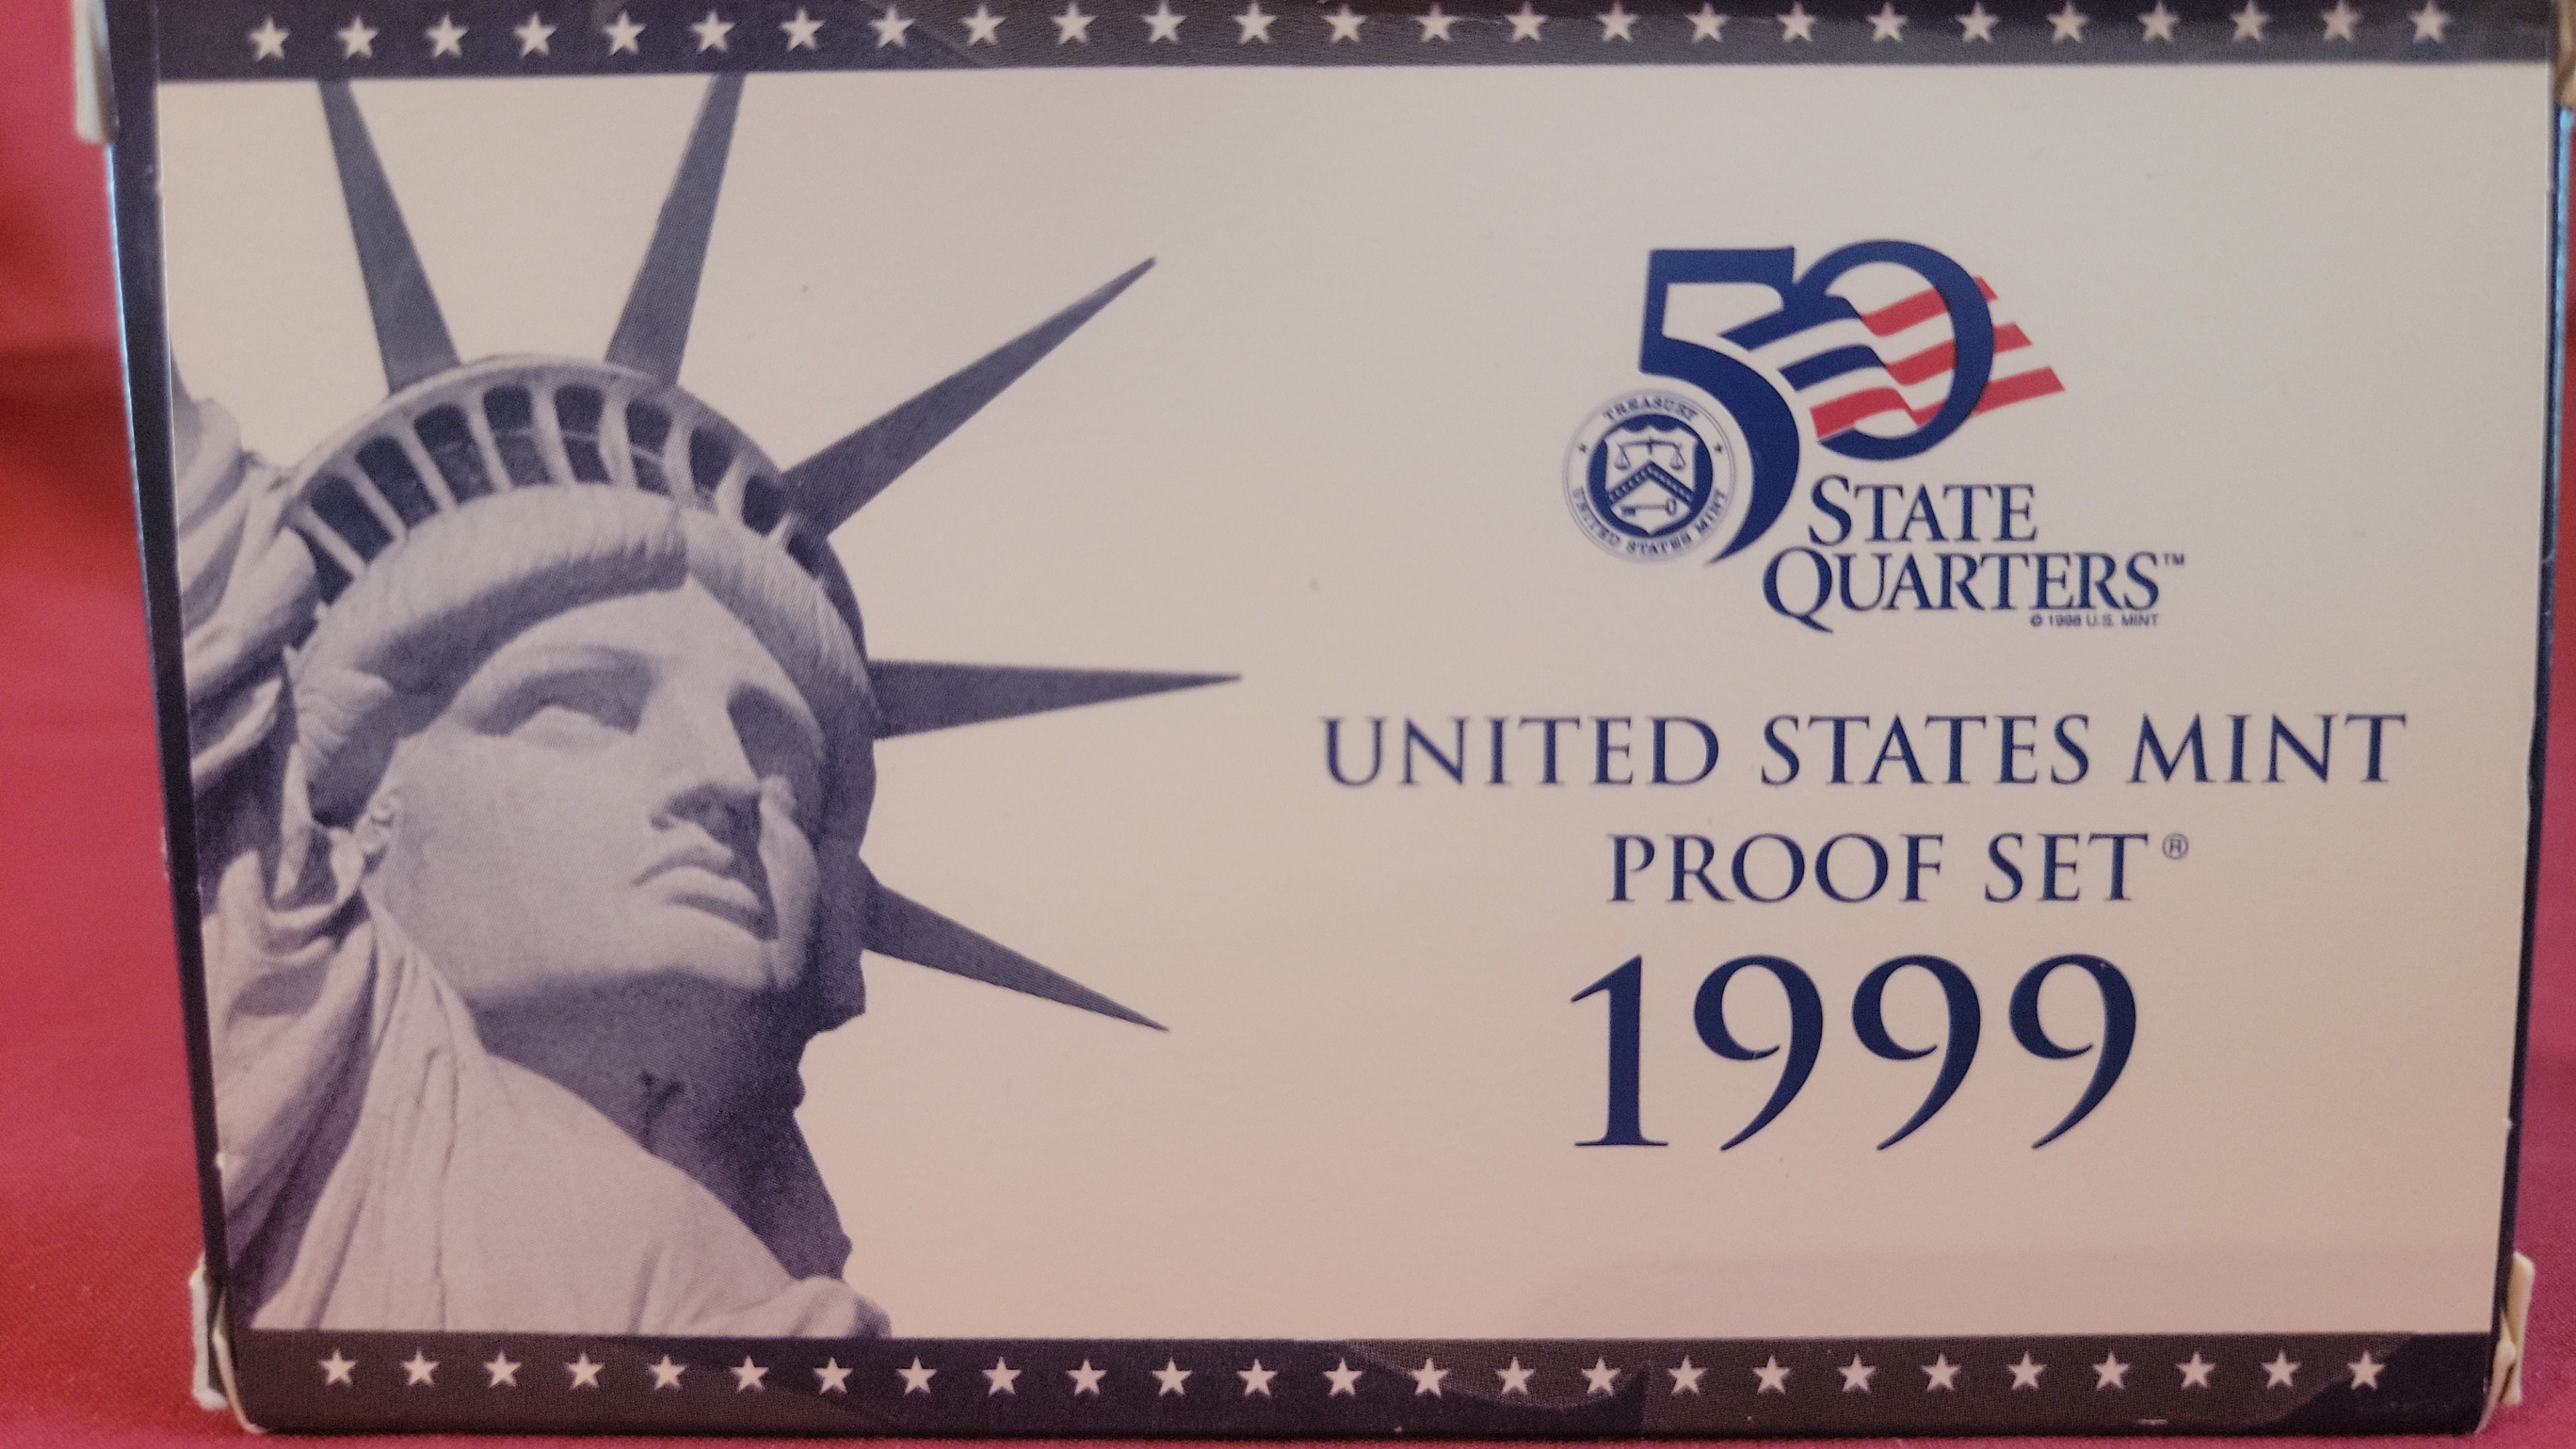 50
TREASURY
UNITED STATES MINT
STATE
QUARTERS™
© 1998 U.S. MINT
UNITED STATES MINT
PROOF SET®
1999